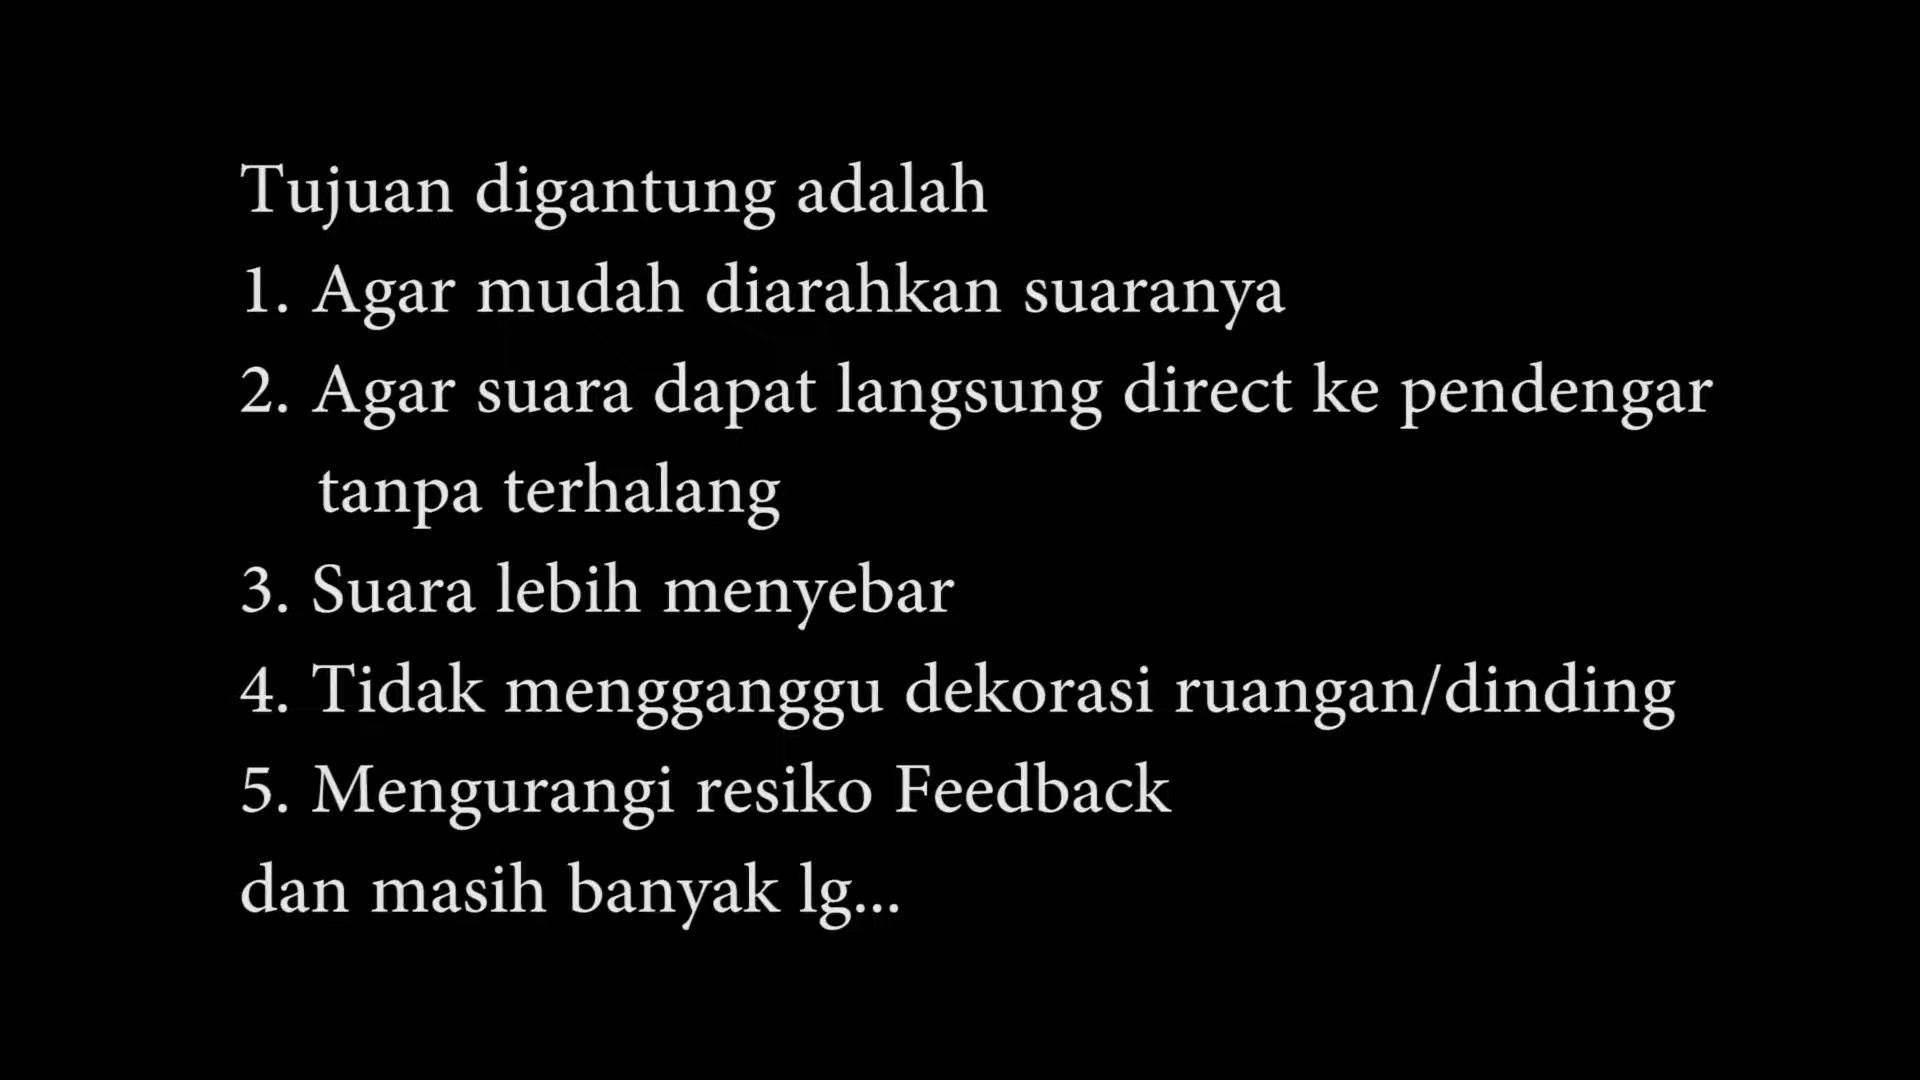 Tujuan digantung adalah
1. Agar mudah diarahkan suaranya
2. Agar suara dapat langsung direct ke pendengar
tanpa terhalang
3. Suara lebih menyebar
4. Tidak mengganggu dekorasi ruangan/dinding
5. Mengurangi resiko Feedback
dan masih banyak lg...